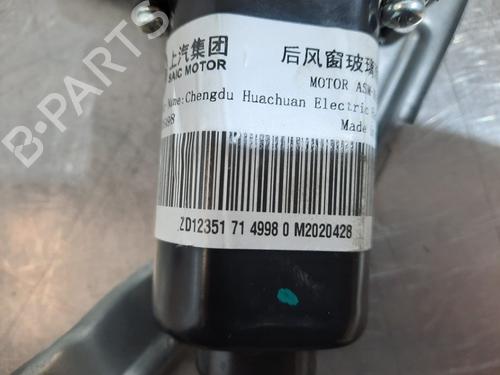 上汽集团
SAIC MOTOR
后风窗玻璃
MOTOR ASM-
Name:Chengdu Huachuan Electric
Made
ZD12351 71 4998 0 M2020428
B-PARTS